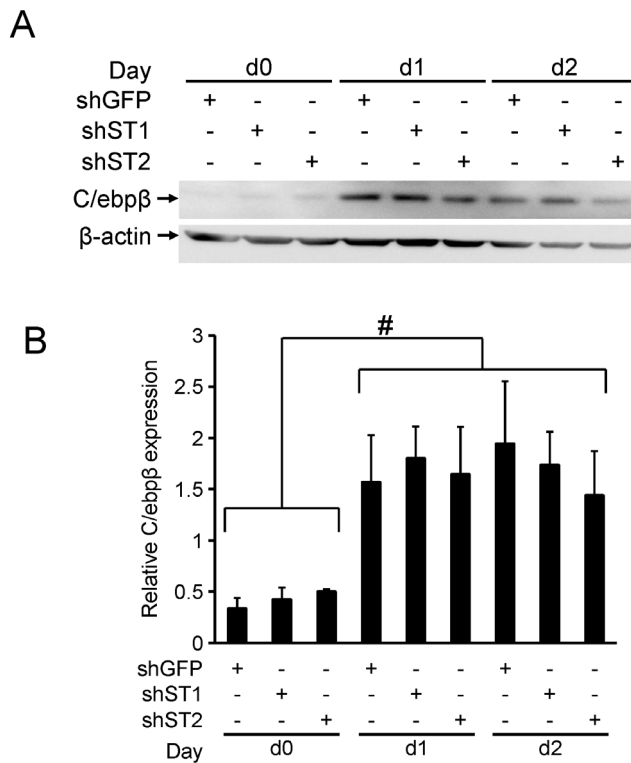 A
Day d0 d1 d2
shGFP + - - + - - + - -
shST1 - + - - + - - + -
shST2 - - + - - + - - +
C/ebpβ
β-actin
B
#
Relative C/ebpβ expression
3
2.5
2
1.5
1
0.5
0
shGFP + - - + - - + - -
shST1 - + - - + - - + -
shST2 - - + - - + - - +
Day d0 d1 d2